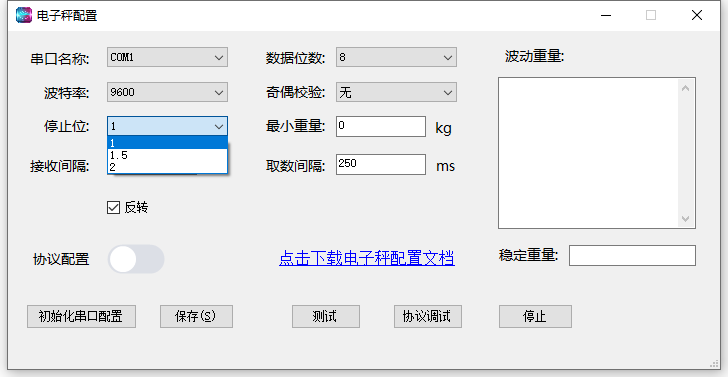 电子秤配置
串口名称: COM1 数据位数: 8 波动重量:
波特率: 9600 奇偶校验: 无
停止位: 1 最小重量: 0 kg
1
1.5
2
接收间隔: 取数间隔: 250 ms
反转
协议配置 点击下载电子秤配置文档 稳定重量:
初始化串口配置 保存(S) 测试 协议调试 停止